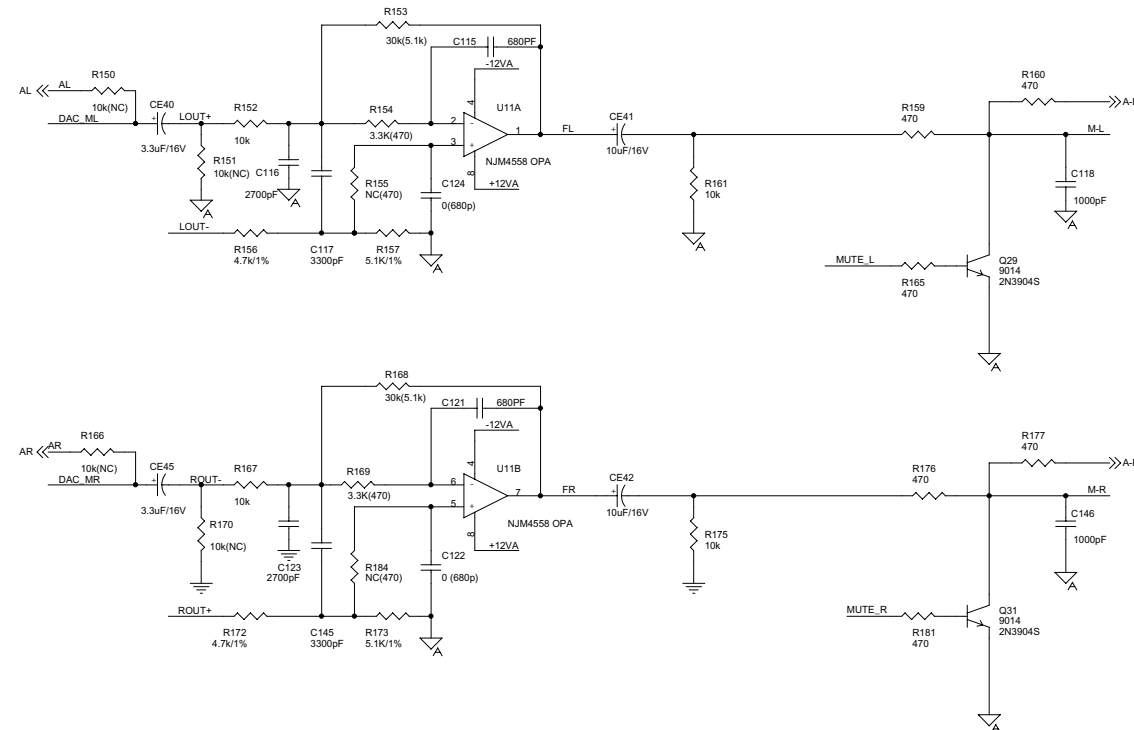 R153
30k(5.1k)
C115
680PF
-12VA
AL
AL
R150
10k(NC)
DAC_ML
CE40
+
3.3uF/16V
LOUT+
R152
10k
R154
3.3K(470)
4
2
-
3
+
8
U11A
1
NJM4558 OPA
+12VA
FL
CE41
+
10uF/16V
R159
470
R160
470
M-L
R151
10k(NC)
A
C116
2700pF
A
R155
NC(470)
C124
0(680p)
R161
10k
A
C118
1000pF
A
LOUT-
R156
4.7k/1%
C117
3300pF
R157
5.1K/1%
A
MUTE_L
R165
470
Q29
9014
2N3904S
A
R168
30k(5.1k)
C121
680PF
-12VA
AR
AR
R166
10k(NC)
DAC_MR
CE45
+
3.3uF/16V
ROUT-
R167
10k
R169
3.3K(470)
4
6
-
5
+
8
U11B
7
NJM4558 OPA
+12VA
FR
CE42
+
10uF/16V
R176
470
R177
470
M-R
R170
10k(NC)
C123
2700pF
R184
NC(470)
C122
0 (680p)
R175
10k
C146
1000pF
A
ROUT+
R172
4.7k/1%
C145
3300pF
R173
5.1K/1%
A
MUTE_R
R181
470
Q31
9014
2N3904S
A